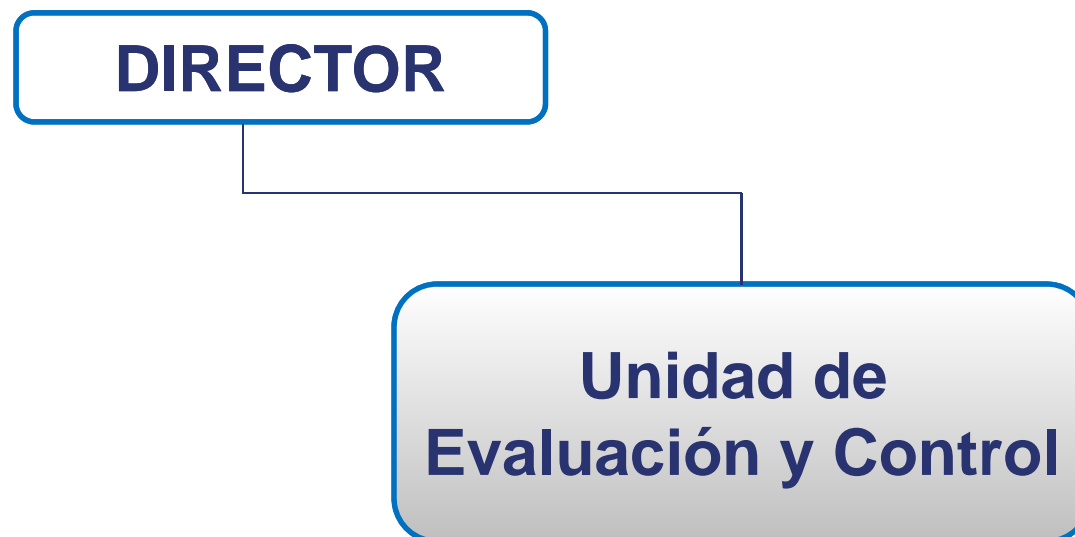 DIRECTOR
Unidad de
Evaluación y Control